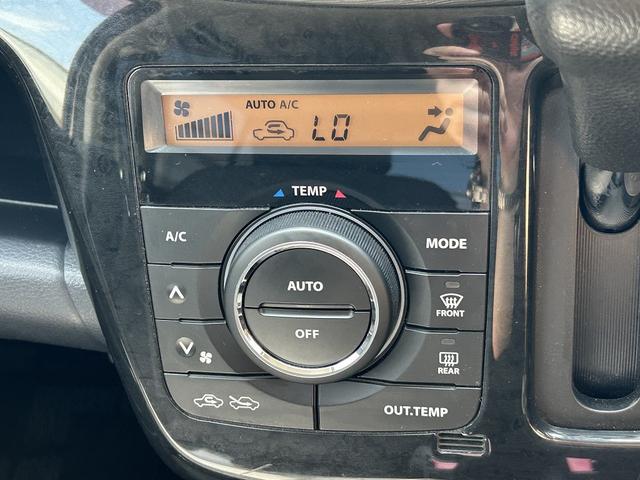 AUTO A/C
LO
TEMP
A/C
MODE
AUTO
OFF
FRONT
REAR
OUT.TEMP